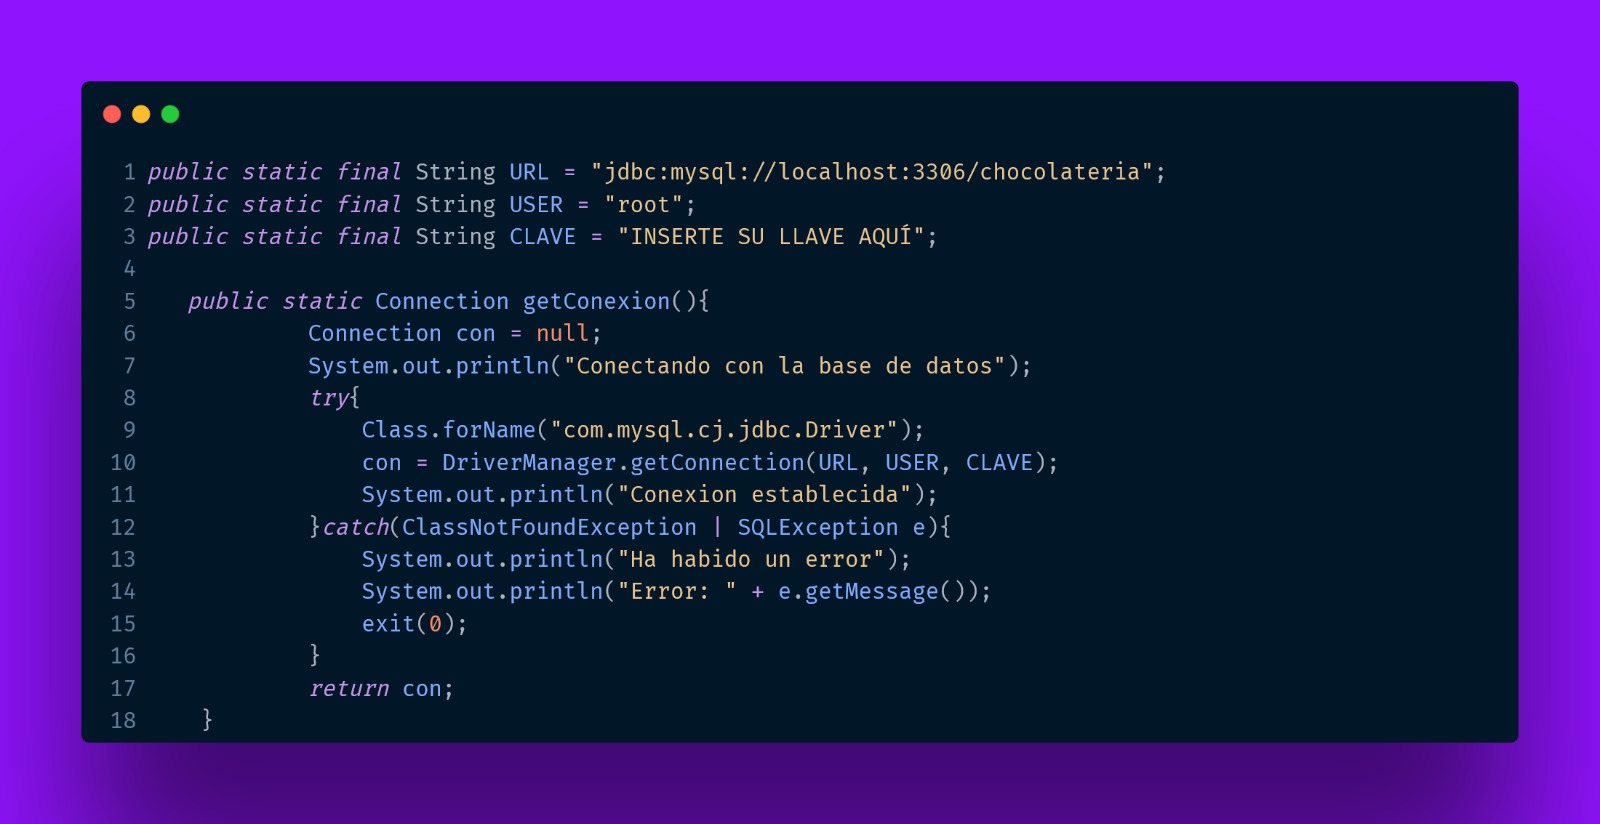 1 public static final String URL = "jdbc:mysql://localhost:3306/chocolateria";
2 public static final String USER = "root";
3 public static final String CLAVE = "INSERTE SU LLAVE AQUÍ";
4
5    public static Connection getConexion(){
6             Connection con = null;
7             System.out.println("Conectando con la base de datos");
8             try{
9                 Class.forName("com.mysql.cj.jdbc.Driver");
10                 con = DriverManager.getConnection(URL, USER, CLAVE);
11                 System.out.println("Conexion establecida");
12             }catch(ClassNotFoundException | SQLException e){
13                 System.out.println("Ha habido un error");
14                 System.out.println("Error: " + e.getMessage());
15                 exit(0);
16             }
17             return con;
18     }